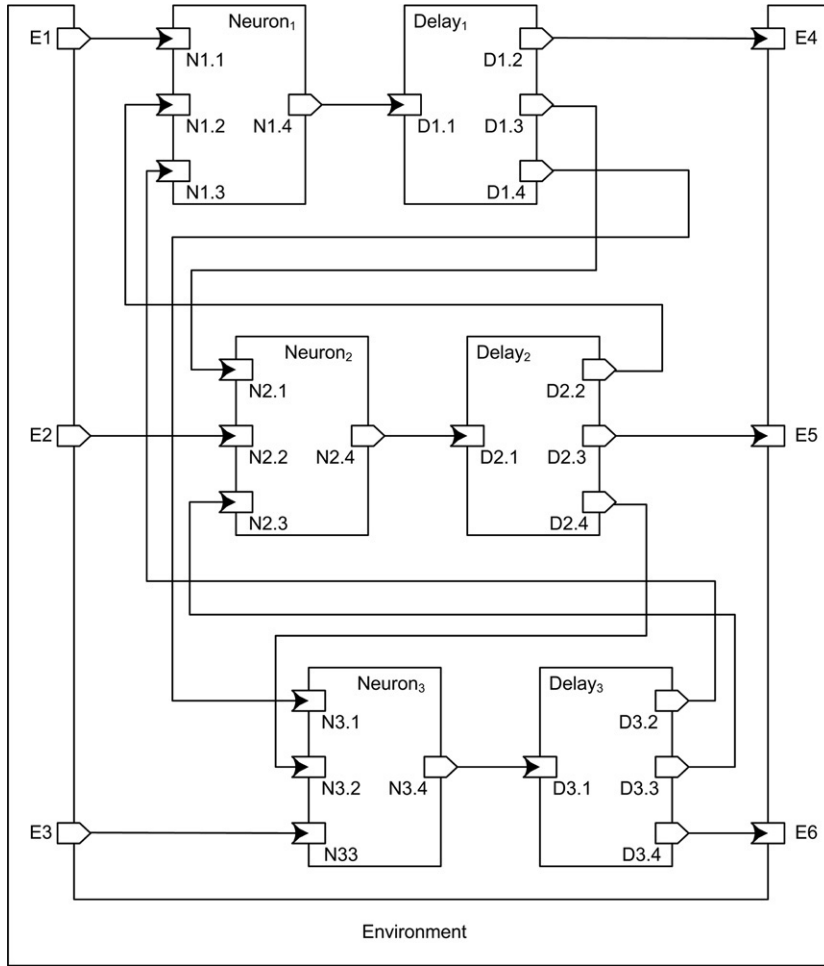 Neuron₁
Delay₁
E1
N1.1
D1.2
E4
N1.2
N1.4
D1.1
D1.3
N1.3
D1.4
Neuron₂
Delay₂
N2.1
D2.2
E2
N2.2
N2.4
D2.1
D2.3
E5
N2.3
D2.4
Neuron₃
Delay₃
N3.1
D3.2
N3.2
N3.4
D3.1
D3.3
E3
N33
D3.4
E6
Environment